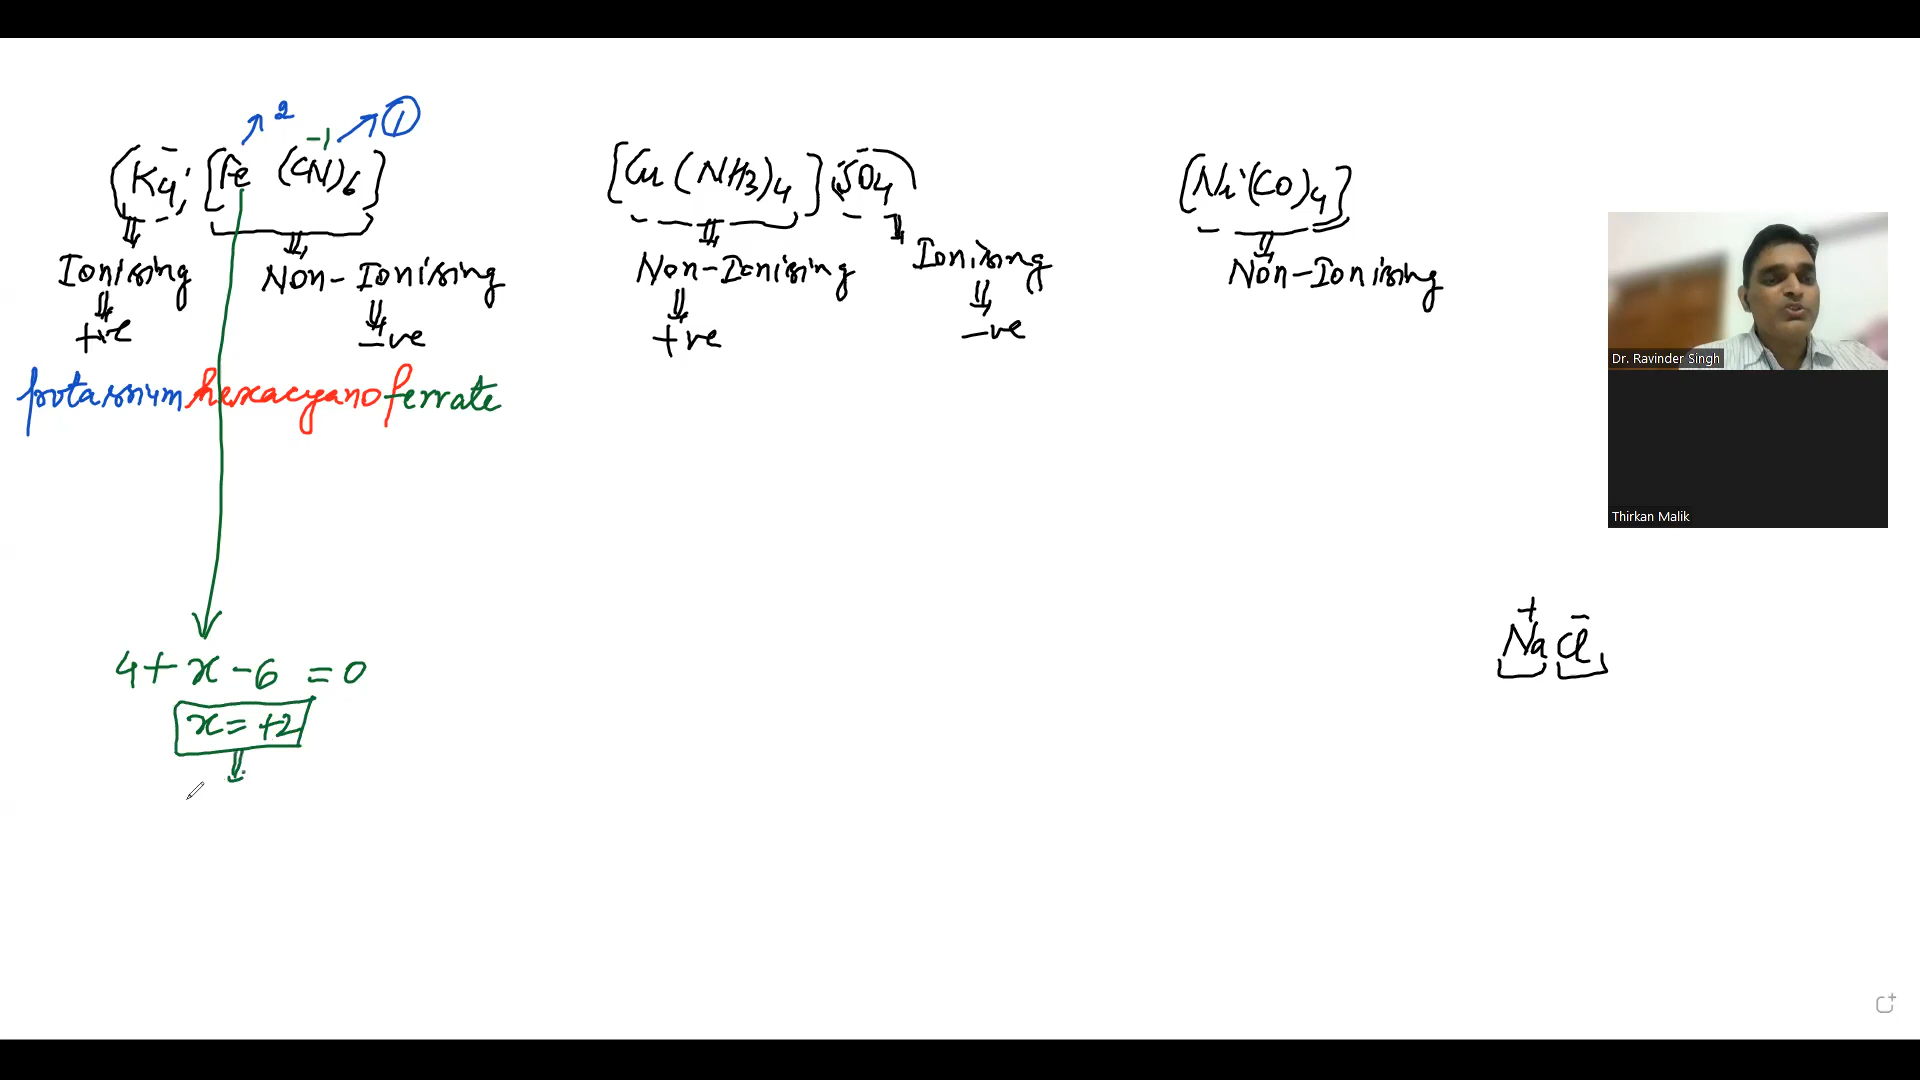 2
-1 1
K4 [Fe (CN)6] [Cu (NH3)4] SO4 [Ni(CO)4]
Ionising Non-Ionising Non-Ionising Ionising Non-Ionising
+ve -ve +ve -ve
Dr. Ravinder Singh
potassium hexacyano ferrate
Thirkan Malik
+ -
Na Cl
4+x-6 =0
x=+2